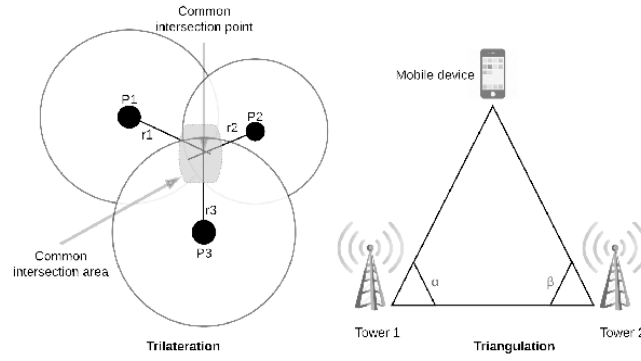 Common
intersection point
P1
r1
r2
P2
r3
P3
Common
intersection area
Trilateration
Mobile device
α
β
Tower 1
Tower 2
Triangulation